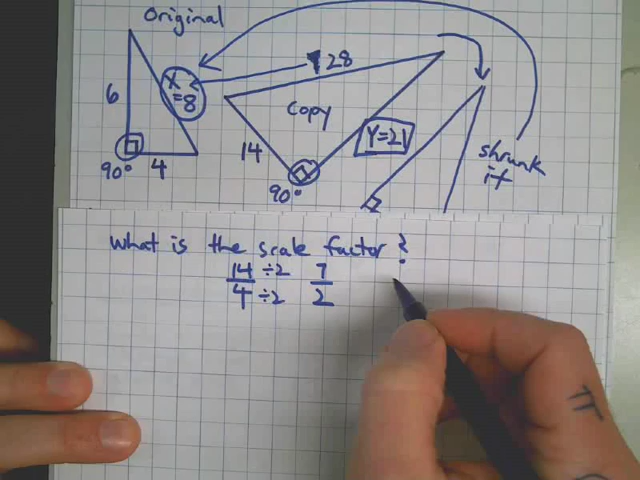 Original
6
X
=8
90°
4
28
Copy
14
Y=21
90°
shrunk
it
What is the scale factor?
14 ÷2 7
4 ÷2 2